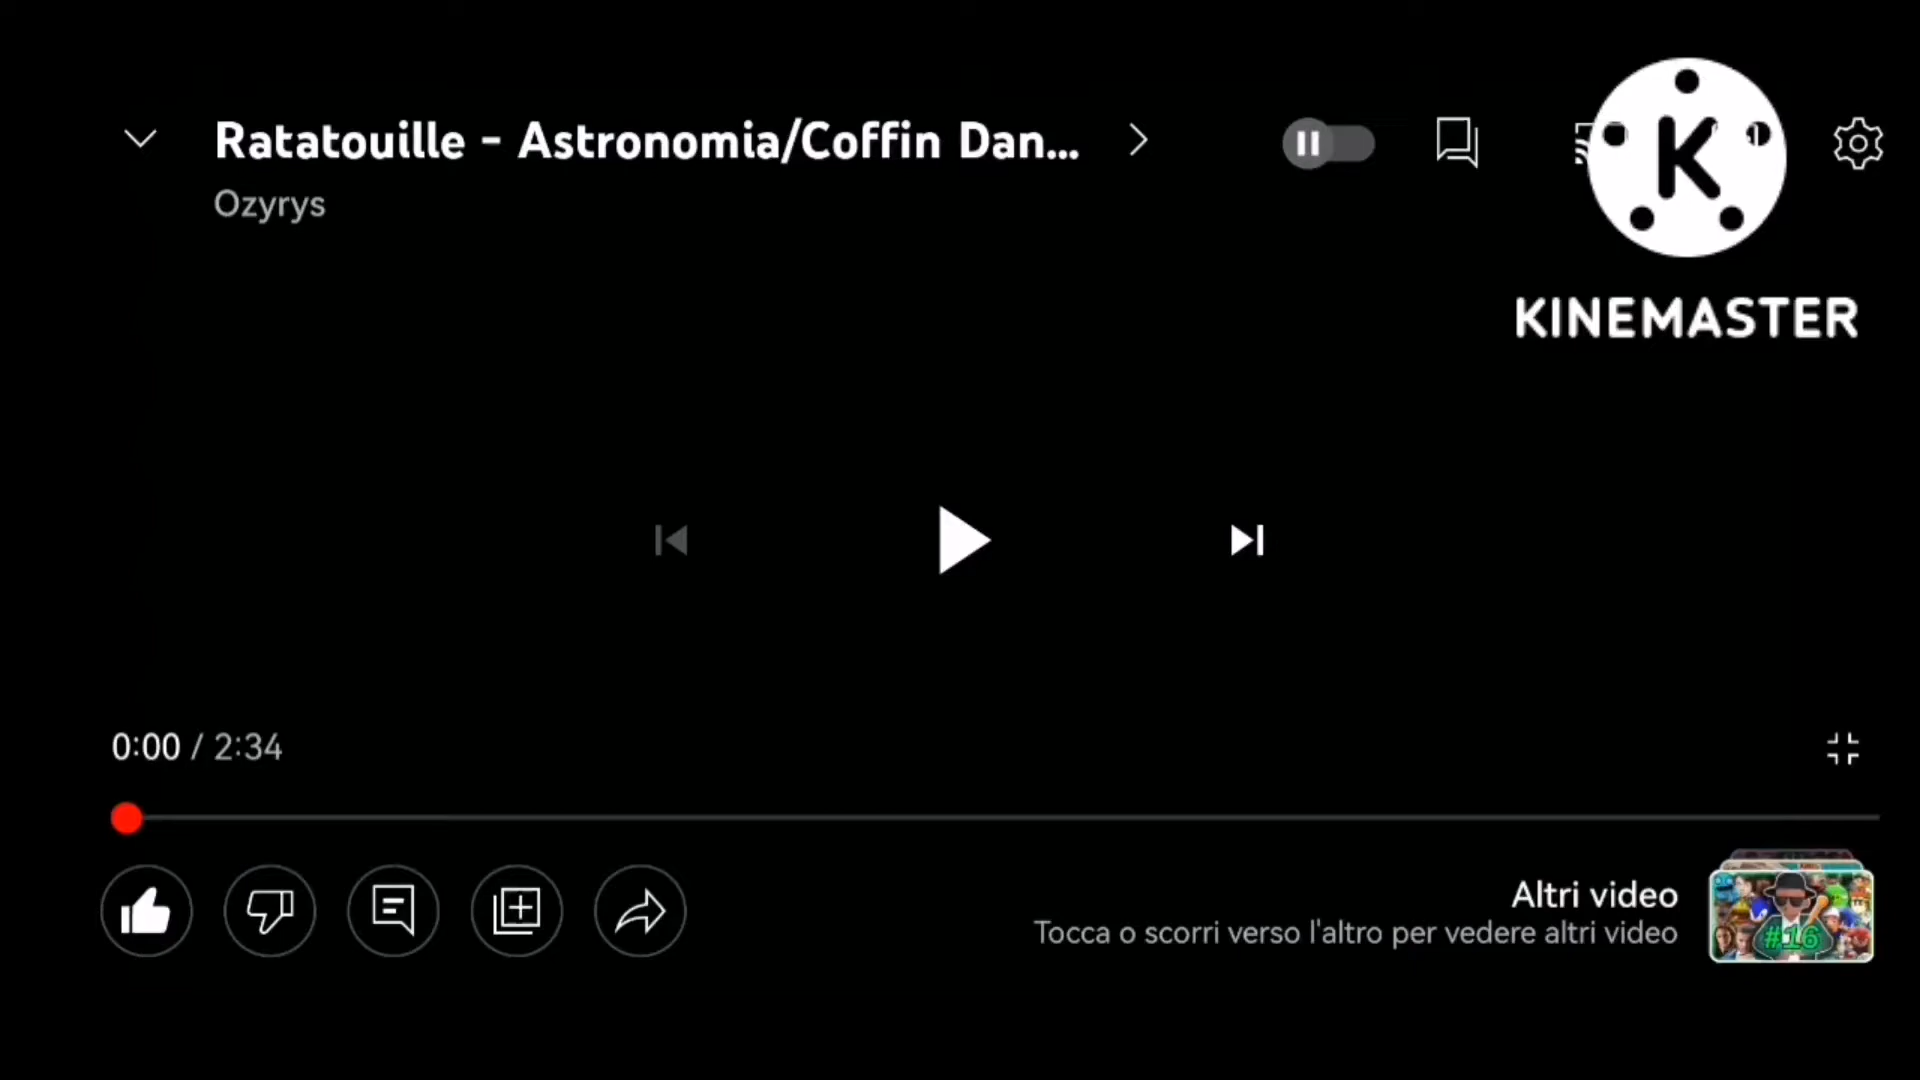 Ratatouille - Astronomia/Coffin Dan...
Ozyrys
K
KINEMASTER
0:00 / 2:34
Altri video
Tocca o scorri verso l'altro per vedere altri video
#16